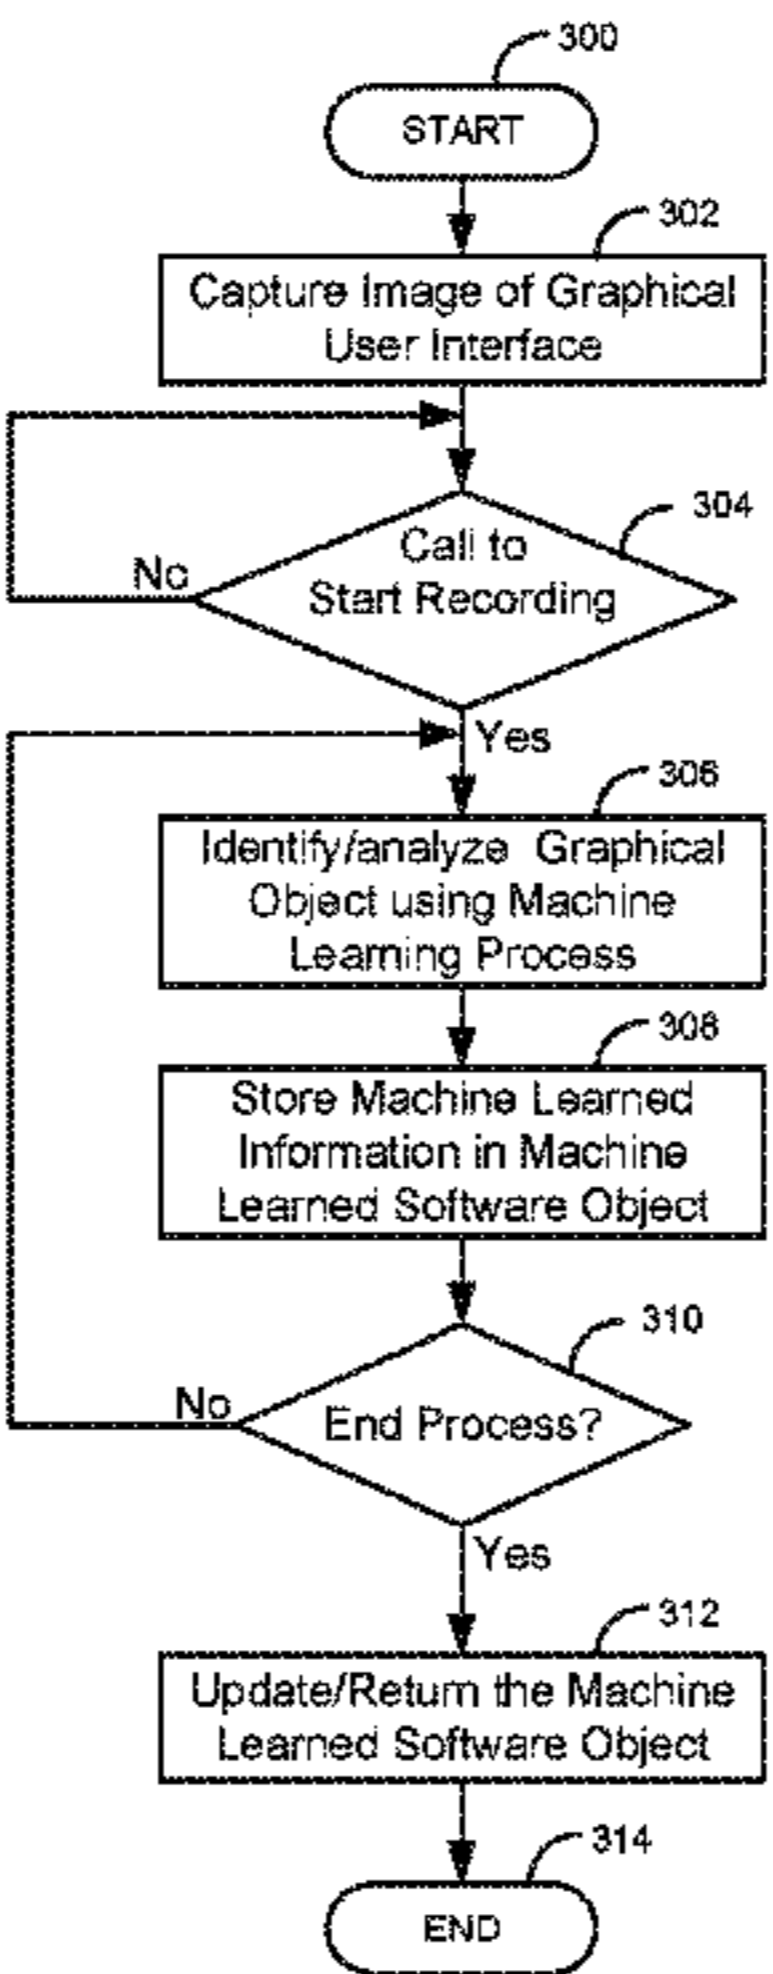 300
START
302
Capture Image of Graphical
User Interface
304
Call to
Start Recording
No
Yes
306
Identify/analyze Graphical
Object using Machine
Learning Process
308
Store Machine Learned
Information in Machine
Learned Software Object
310
End Process?
No
Yes
312
Update/Return the Machine
Learned Software Object
314
END